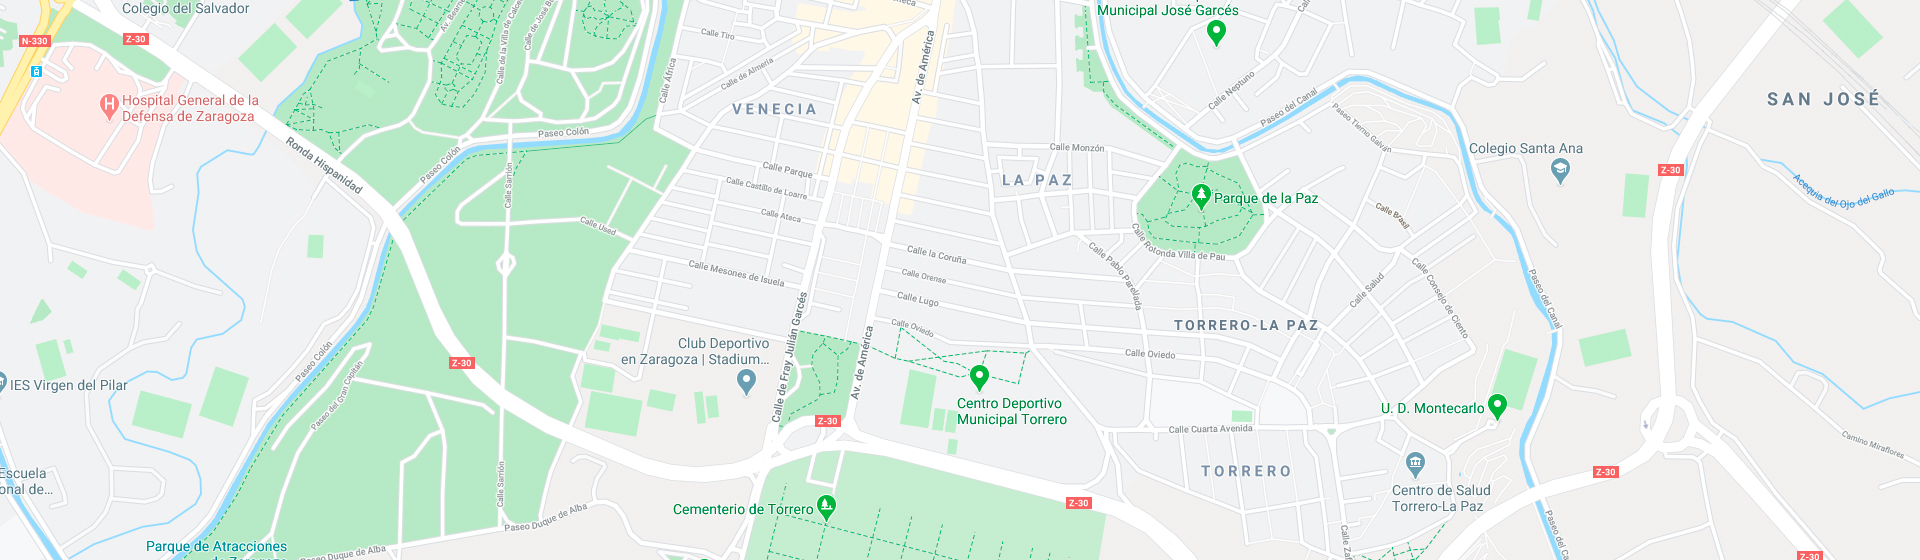 Colegio del Salvador
N-330
Z-30
Av. de América
Calle Tiro
Calle de Almería
Calle África
VENECIA
Hospital General de la
Defensa de Zaragoza
Ronda Hispanidad
Paseo Colón
Paseo Colón
Calle Sarrión
Calle Used
Calle Parque
Calle Castillo de Loarre
Calle Ateca
Calle Mesones de Isuela
Municipal José Garcés
Calle Neptuno
Paseo del Canal
Paseo Tierno Galván
Calle Monzón
LA PAZ
Parque de la Paz
Calle Rotonda Villa de Pau
Calle Pablo Parellada
Calle Brasil
Colegio Santa Ana
SAN JOSÉ
Z-30
Acequia del Ojo del Gallo
Calle la Coruña
Calle Orense
Calle Lugo
Calle Oviedo
Calle Oviedo
Calle Salud
Calle Consejo de Ciento
Paseo del Canal
TORRERO-LA PAZ
Calle de Fray Julián Garcés
Av. de América
Club Deportivo
en Zaragoza | Stadium...
Z-30
Paseo Colón
Paseo del Gran Capitán
IES Virgen del Pilar
Centro Deportivo
Municipal Torrero
Z-30
U. D. Montecarlo
Calle Cuarta Avenida
TORRERO
Centro de Salud
Torrero-La Paz
Z-30
Camino Miraflores
Escuela
onal de...
Calle Sarrión
Cementerio de Torrero
Z-30
Paseo Duque de Alba
Paseo Duque de Alba
Parque de Atracciones
Z-30